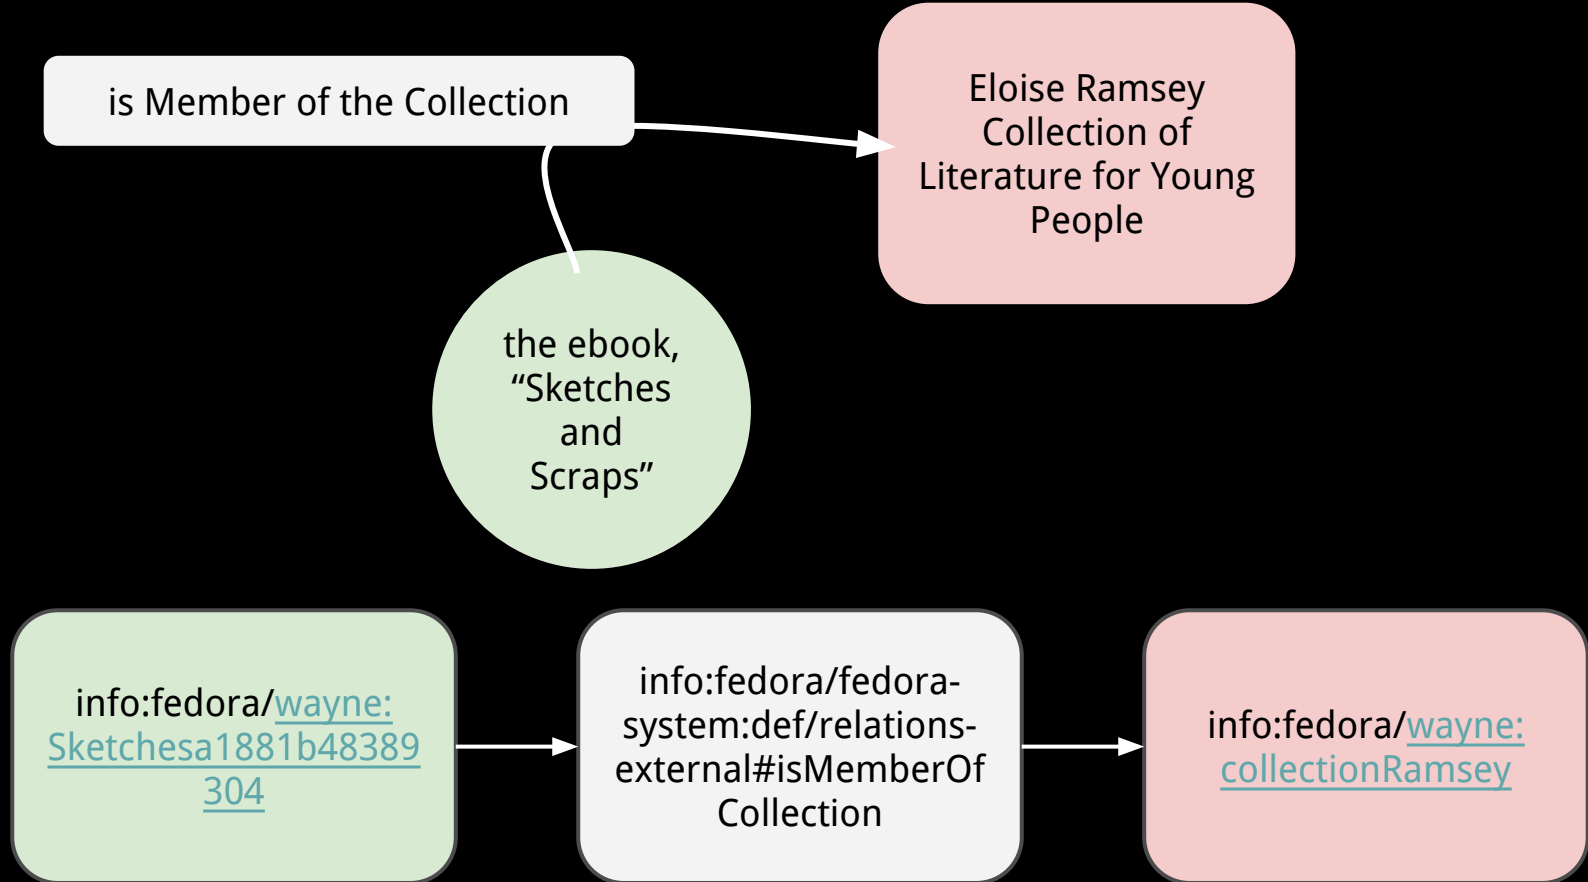 is Member of the Collection
Eloise Ramsey
Collection of
Literature for Young
People
the ebook,
“Sketches
and
Scraps”
info:fedora/wayne:
Sketchesa1881b48389
304
info:fedora/fedora-
system:def/relations-
external#isMemberOf
Collection
info:fedora/wayne:
collectionRamsey